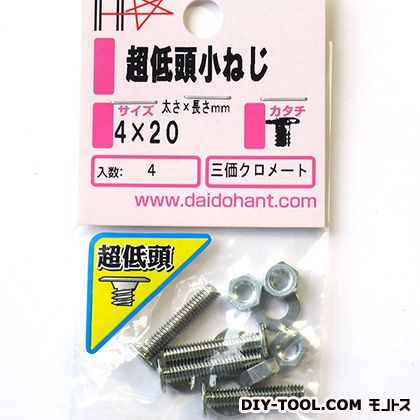 超低頭小ねじ
サイズ 太さ×長さmm カタチ
4×20
入数: 4 三価クロメート
www.daidohant.com
超低頭
DIY-TOOL.COM モノトス